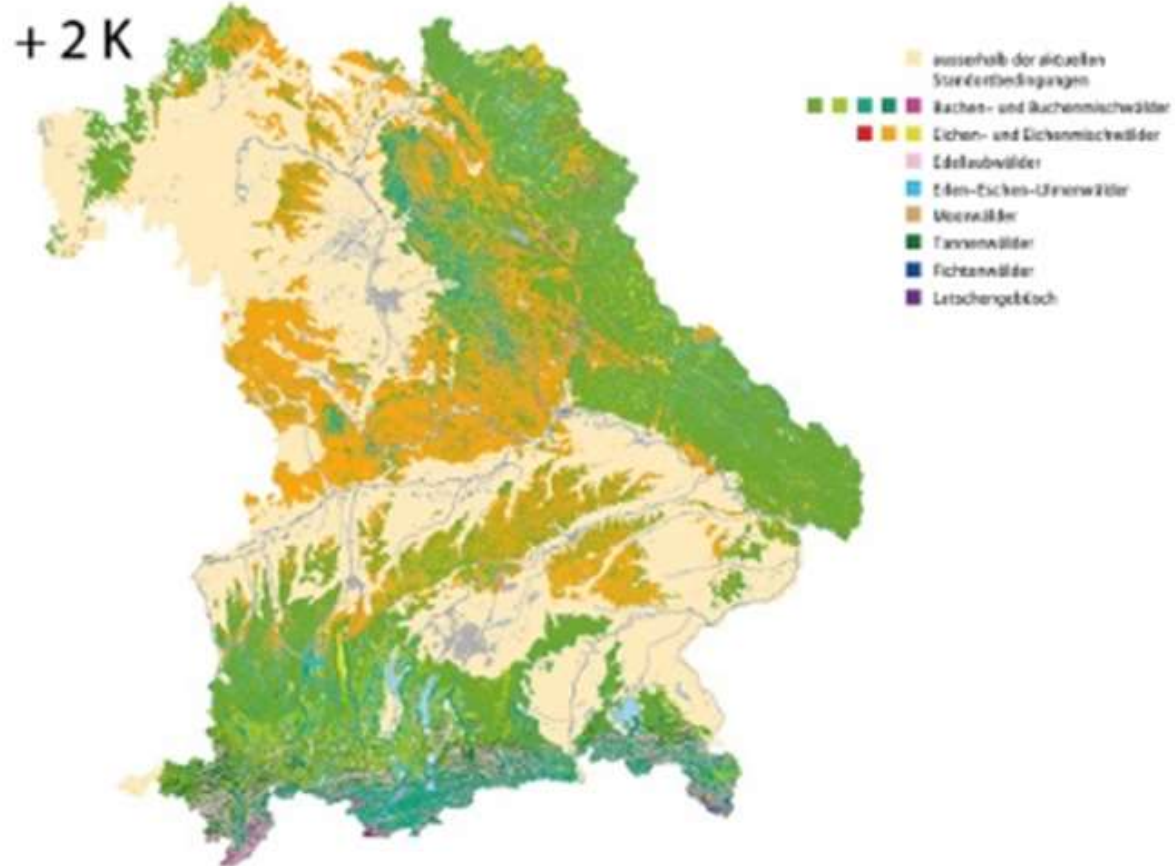 + 2 K
ausserhalb der aktuellen
Standortbedingungen
Buchen- und Buchenmischwälder
Eichen- und Eichenmischwälder
Edellaubwälder
Erlen-Eschen-Ulmenwälder
Moorwälder
Tannenwälder
Fichtenwälder
Latschengebüsch